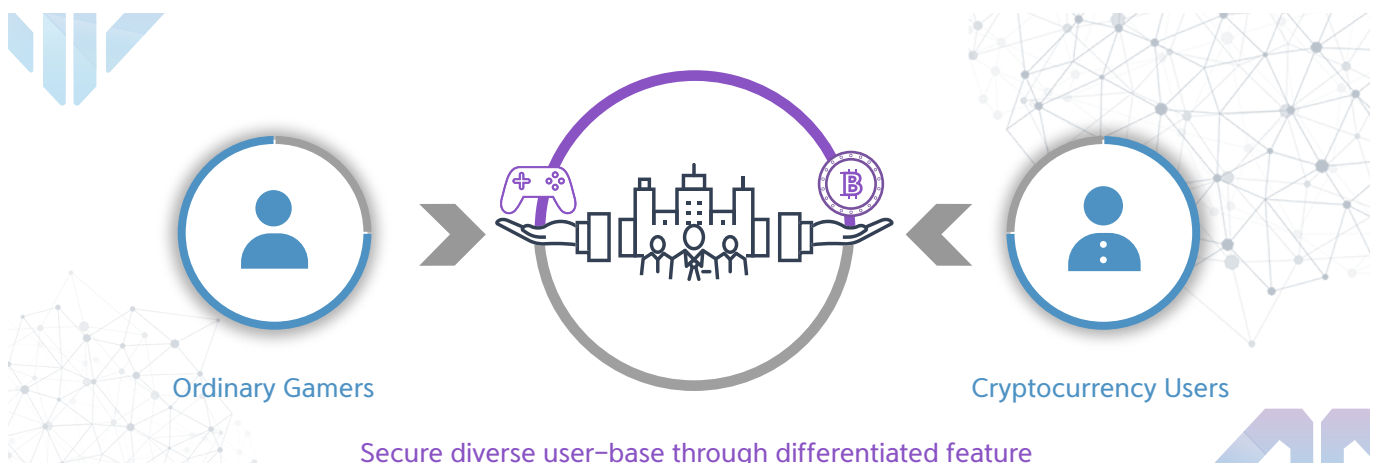 Ordinary Gamers
Cryptocurrency Users
Secure diverse user-base through differentiated feature